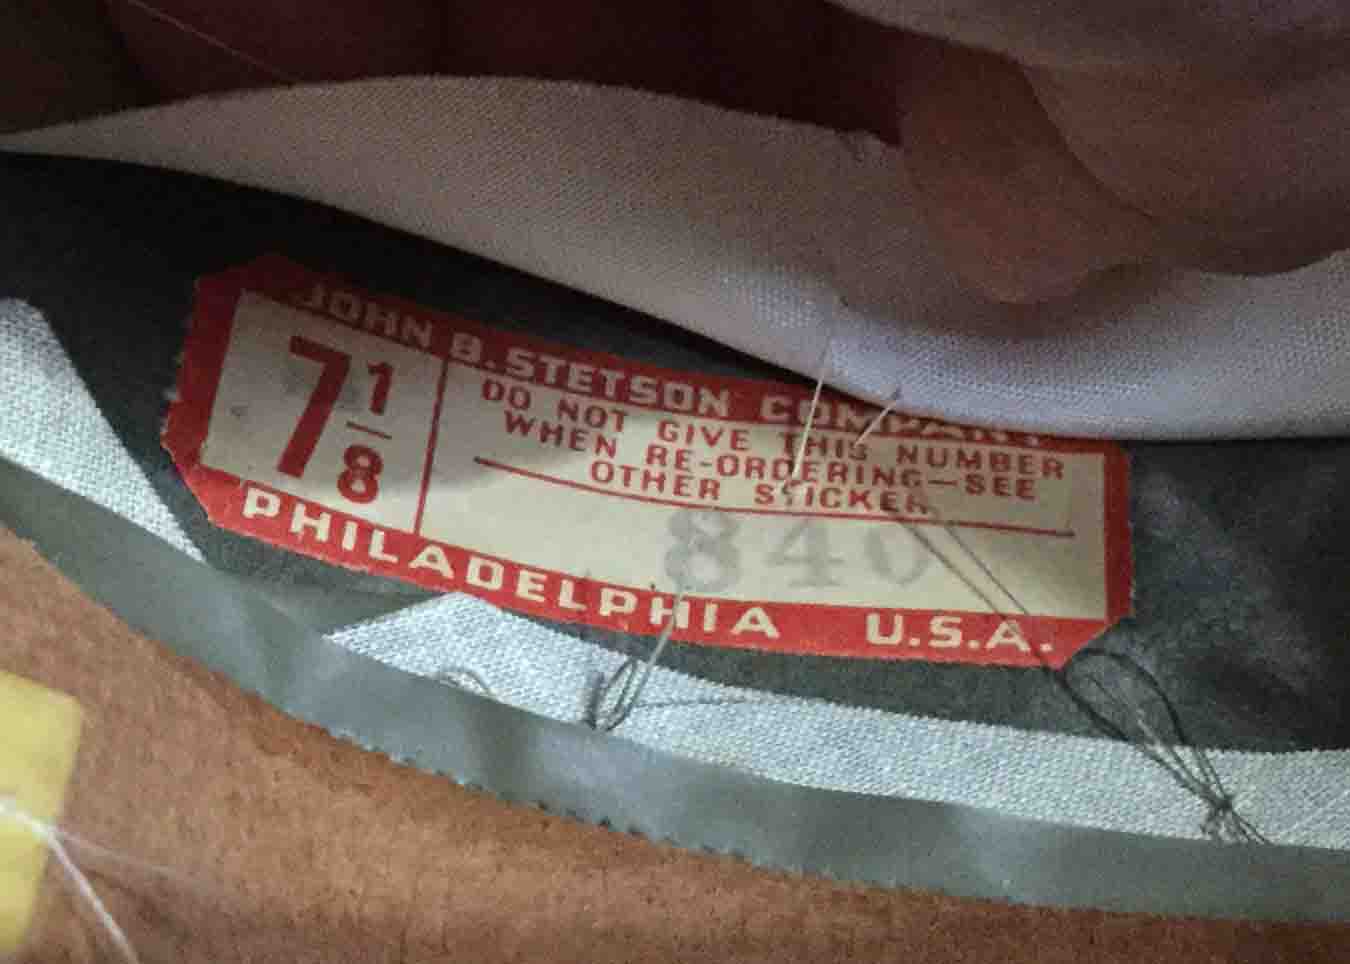 JOHN B. STETSON COMPANY
7 1/8
DO NOT GIVE THIS NUMBER
WHEN RE-ORDERING—SEE
OTHER STICKER
840
PHILADELPHIA U.S.A.